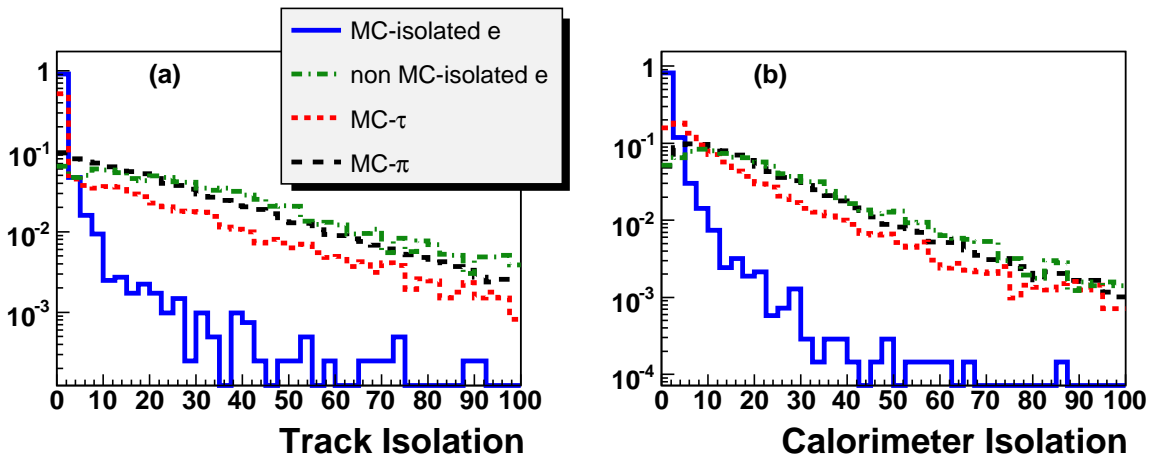 MC-isolated e
non MC-isolated e
MC-τ
MC-π
(a)
1
10⁻¹
10⁻²
10⁻³
0 10 20 30 40 50 60 70 80 90 100
Track Isolation
(b)
1
10⁻¹
10⁻²
10⁻³
10⁻⁴
0 10 20 30 40 50 60 70 80 90 100
Calorimeter Isolation